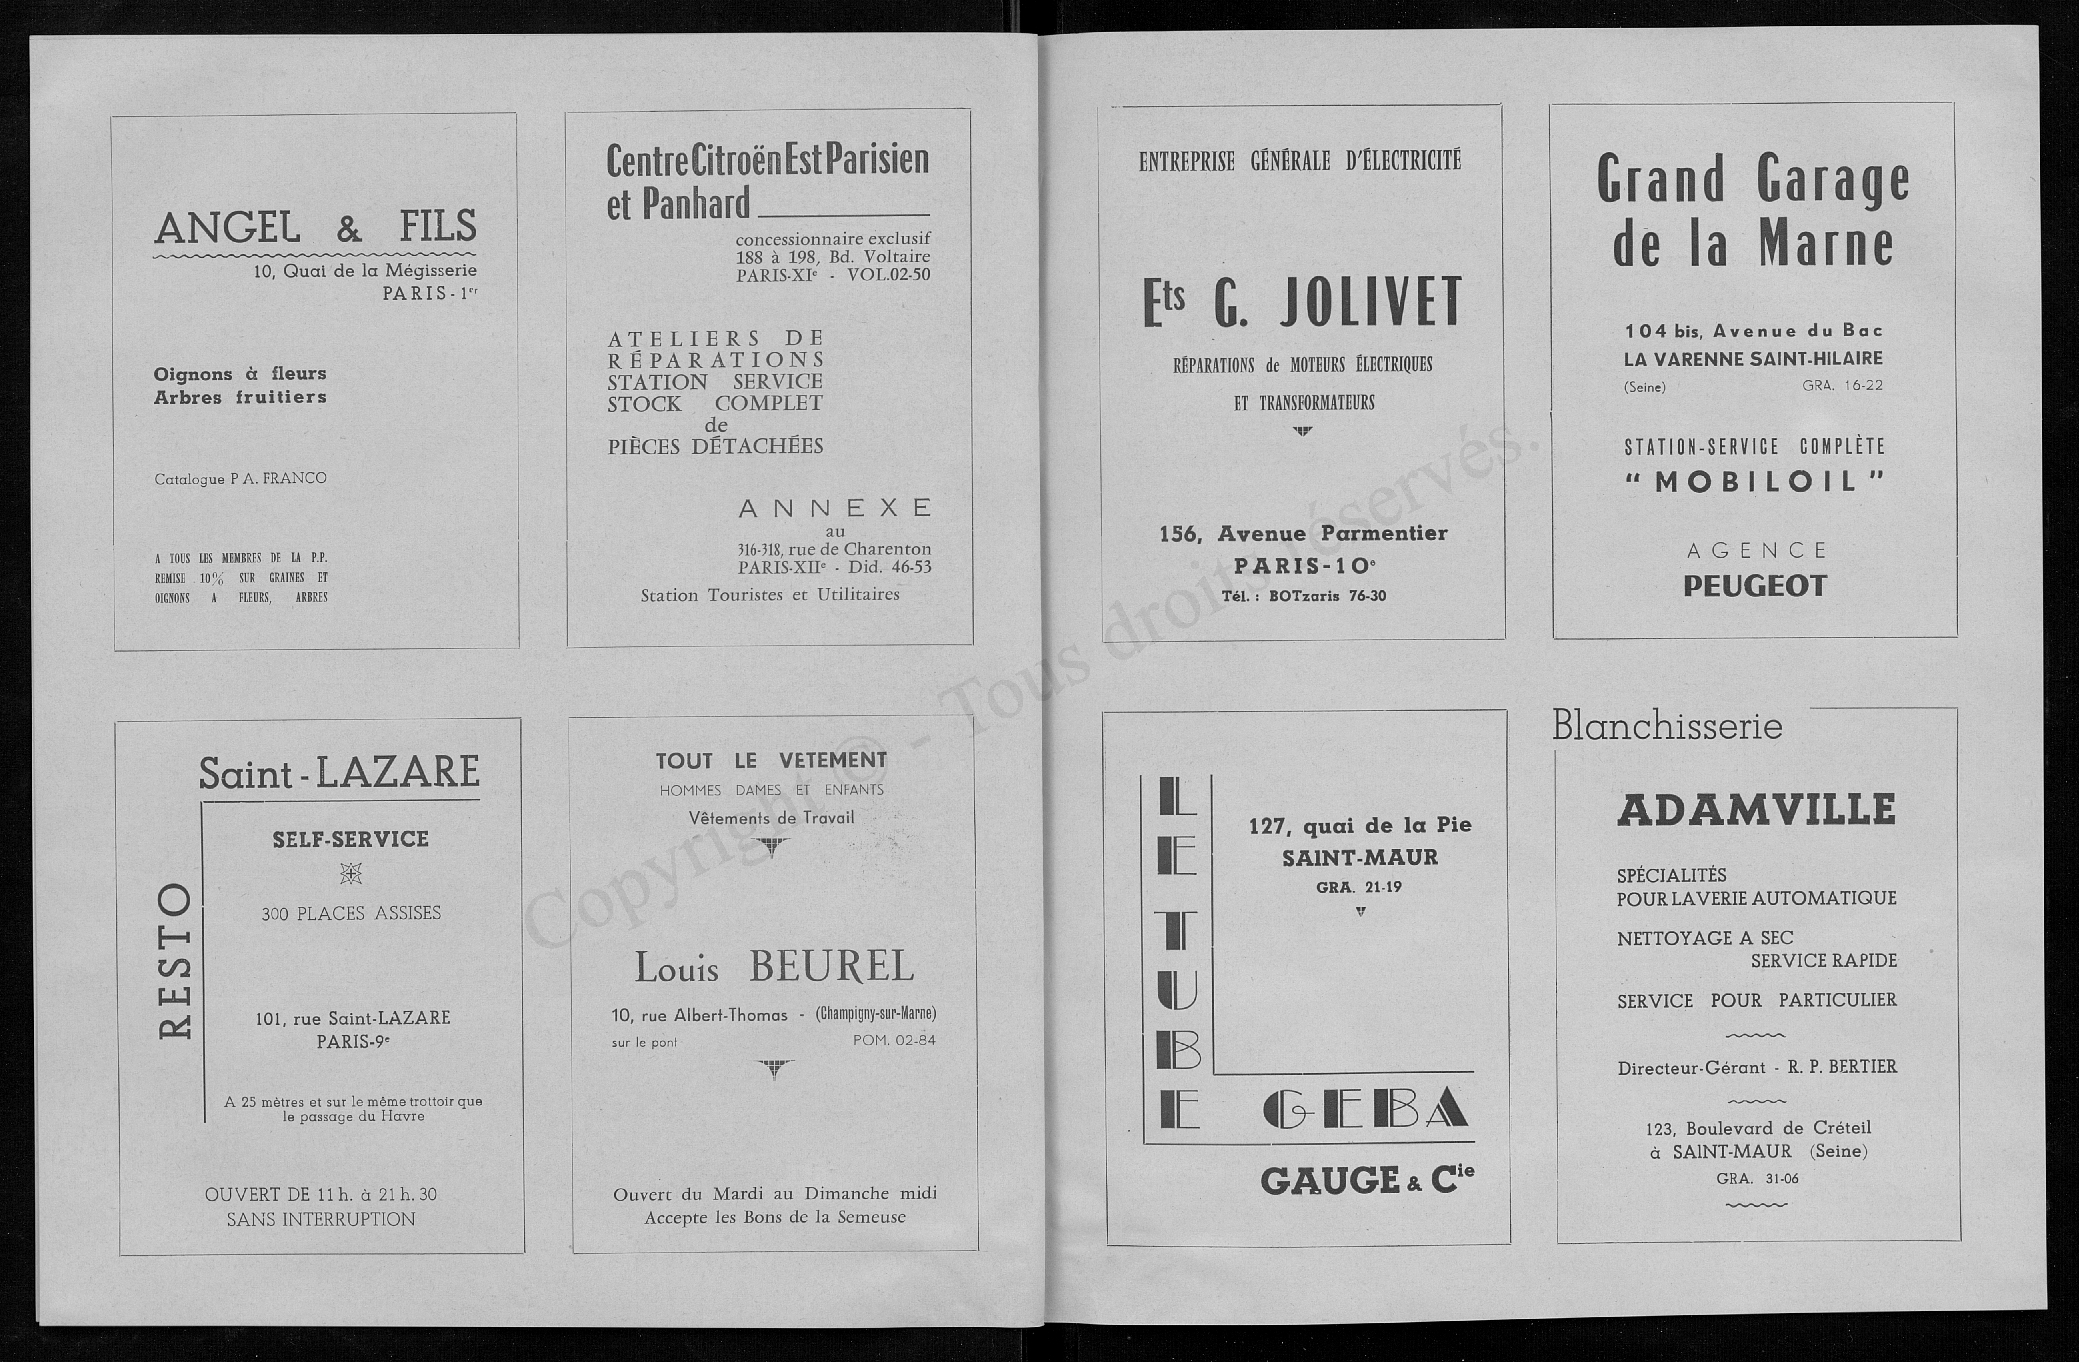 ANGEL & FILS
10, Quai de la Mégisserie
PARIS - 1er
Oignons à fleurs
Arbres fruitiers
Catalogue P A. FRANCO
A TOUS LES MEMBRES DE LA P.P.
REMISE 10% SUR GRAINES ET
OIGNONS A FLEURS, ARBRES
Centre Citroën Est Parisien
et Panhard
concessionnaire exclusif
188 à 198, Bd. Voltaire
PARIS-XIe - VOL.02-50
ATELIERS DE
RÉPARATIONS
STATION SERVICE
STOCK COMPLET
de
PIÈCES DÉTACHÉES
ANNEXE
au
316-318, rue de Charenton
PARIS-XIIe - Did. 46-53
Station Touristes et Utilitaires
RESTO
Saint-LAZARE
SELF-SERVICE
300 PLACES ASSISES
101, rue Saint-LAZARE
PARIS-9e
A 25 mètres et sur le même trottoir que
le passage du Havre
OUVERT DE 11 h. à 21 h. 30
SANS INTERRUPTION
TOUT LE VETEMENT
HOMMES DAMES ET ENFANTS
Vêtements de Travail
Louis BEUREL
10, rue Albert-Thomas - (Champigny-sur-Marne)
sur le pont POM. 02-84
Ouvert du Mardi au Dimanche midi
Accepte les Bons de la Semeuse
ENTREPRISE GÉNÉRALE D'ÉLECTRICITÉ
Ets G. JOLIVET
RÉPARATIONS de MOTEURS ÉLECTRIQUES
ET TRANSFORMATEURS
156, Avenue Parmentier
PARIS-10e
Tél. : BOTzaris 76-30
Grand Garage
de la Marne
104 bis, Avenue du Bac
LA VARENNE SAINT-HILAIRE
(Seine) GRA. 16-22
STATION-SERVICE COMPLÈTE
"MOBILOIL"
AGENCE
PEUGEOT
LE TUBE
GEBA
127, quai de la Pie
SAINT-MAUR
GRA. 21-19
GAUGE & Cie
Blanchisserie
ADAMVILLE
SPÉCIALITÉS
POUR LAVERIE AUTOMATIQUE
NETTOYAGE A SEC
SERVICE RAPIDE
SERVICE POUR PARTICULIER
Directeur-Gérant - R. P. BERTIER
123, Boulevard de Créteil
à SAINT-MAUR (Seine)
GRA. 31-06
Copyright © - Tous droits réservés.